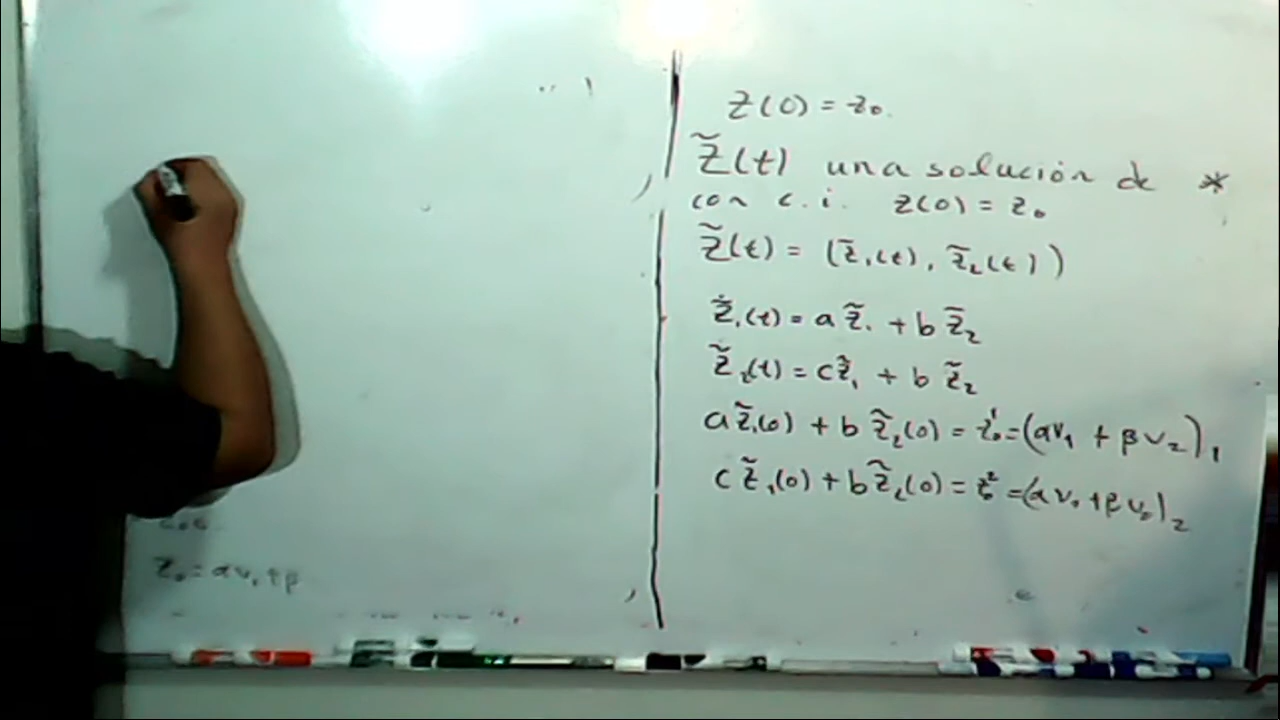 z₀ = αv₁ + β
z(0) = z₀.
z̃(t) una solución de *
con c.i. z(0) = z₀
z̃(t) = (z̃₁(t), z̃₂(t))
ż̃₁(t) = a z̃₁ + b z̃₂
z̃₂(t) = c z̃₁ + b z̃₂
a z̃₁(0) + b z̃₂(0) = z₀¹ = (αv₁ + βv₂)₁
c z̃₁(0) + b z̃₂(0) = z₀² = (αv₁ + βv₂)₂